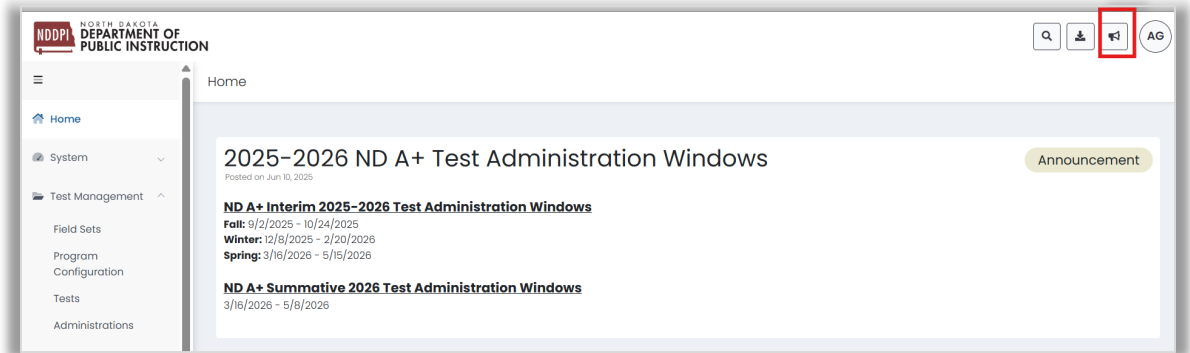 NDDPI
NORTH DAKOTA
DEPARTMENT OF
PUBLIC INSTRUCTION
AG
Home
Home
System
Test Management
Field Sets
Program
Configuration
Tests
Administrations
2025-2026 ND A+ Test Administration Windows
Announcement
Posted on Jun 10, 2025
ND A+ Interim 2025-2026 Test Administration Windows
Fall: 9/2/2025 - 10/24/2025
Winter: 12/8/2025 - 2/20/2026
Spring: 3/16/2026 - 5/15/2026
ND A+ Summative 2026 Test Administration Windows
3/16/2026 - 5/8/2026